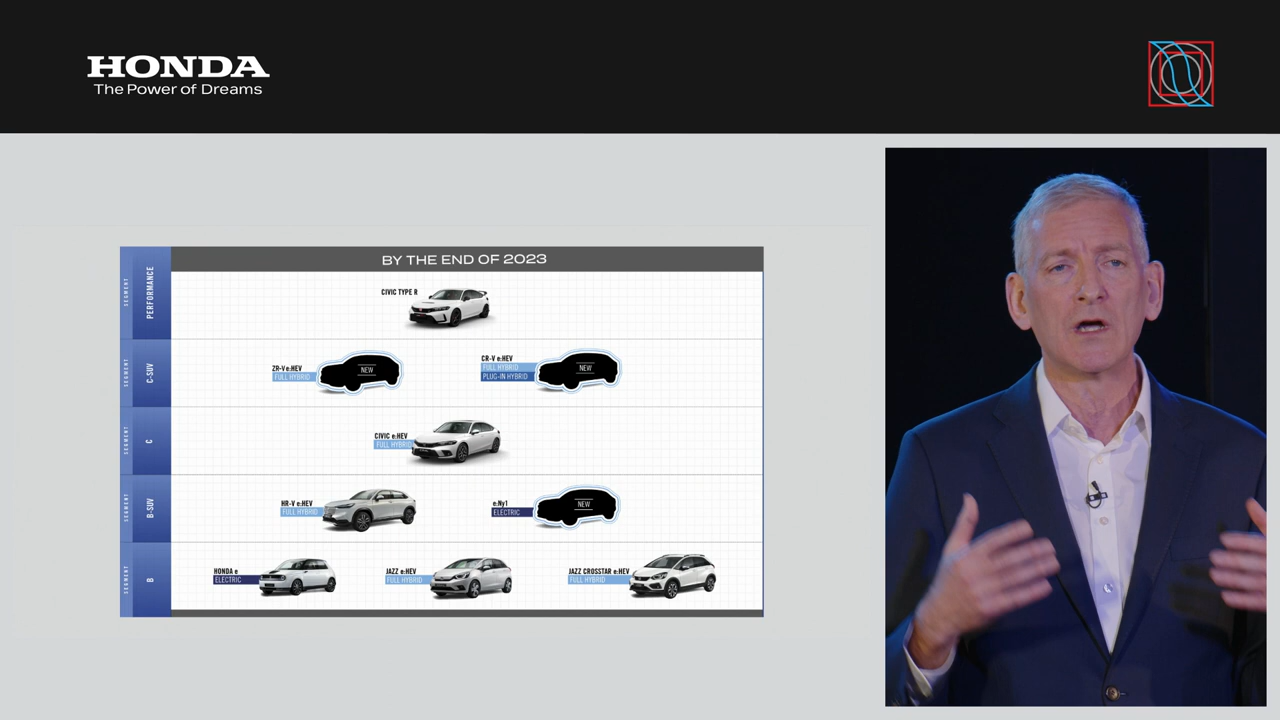 HONDA
The Power of Dreams
BY THE END OF 2023
SEGMENT
PERFORMANCE
CIVIC TYPE R
SEGMENT
C-SUV
ZR-V e:HEV
FULL HYBRID
NEW
CR-V e:HEV
FULL HYBRID
PLUG-IN HYBRID
NEW
SEGMENT
C
CIVIC e:HEV
FULL HYBRID
SEGMENT
B-SUV
HR-V e:HEV
FULL HYBRID
e:Ny1
ELECTRIC
NEW
SEGMENT
B
HONDA e
ELECTRIC
JAZZ e:HEV
FULL HYBRID
JAZZ CROSSTAR e:HEV
FULL HYBRID